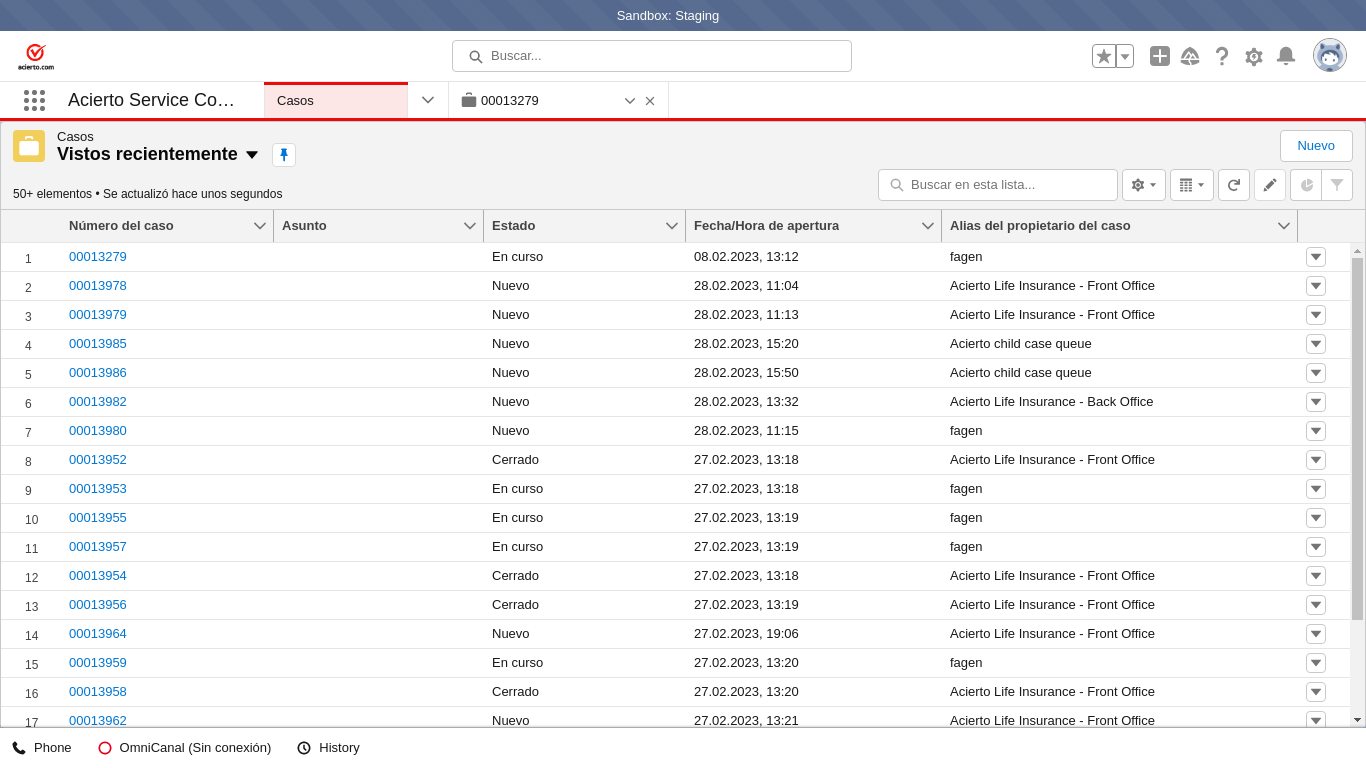 Sandbox: Staging
acierto.com
Buscar...
Acierto Service Co…
Casos
00013279
Casos
Vistos recientemente
Nuevo
50+ elementos • Se actualizó hace unos segundos
Buscar en esta lista...
Número del caso Asunto Estado Fecha/Hora de apertura Alias del propietario del caso
1 00013279 En curso 08.02.2023, 13:12 fagen
2 00013978 Nuevo 28.02.2023, 11:04 Acierto Life Insurance - Front Office
3 00013979 Nuevo 28.02.2023, 11:13 Acierto Life Insurance - Front Office
4 00013985 Nuevo 28.02.2023, 15:20 Acierto child case queue
5 00013986 Nuevo 28.02.2023, 15:50 Acierto child case queue
6 00013982 Nuevo 28.02.2023, 13:32 Acierto Life Insurance - Back Office
7 00013980 Nuevo 28.02.2023, 11:15 fagen
8 00013952 Cerrado 27.02.2023, 13:18 Acierto Life Insurance - Front Office
9 00013953 En curso 27.02.2023, 13:18 fagen
10 00013955 En curso 27.02.2023, 13:19 fagen
11 00013957 En curso 27.02.2023, 13:19 fagen
12 00013954 Cerrado 27.02.2023, 13:18 Acierto Life Insurance - Front Office
13 00013956 Cerrado 27.02.2023, 13:19 Acierto Life Insurance - Front Office
14 00013964 Nuevo 27.02.2023, 19:06 Acierto Life Insurance - Front Office
15 00013959 En curso 27.02.2023, 13:20 fagen
16 00013958 Cerrado 27.02.2023, 13:20 Acierto Life Insurance - Front Office
17 00013962 Nuevo 27.02.2023, 13:21 Acierto Life Insurance - Front Office
Phone OmniCanal (Sin conexión) History